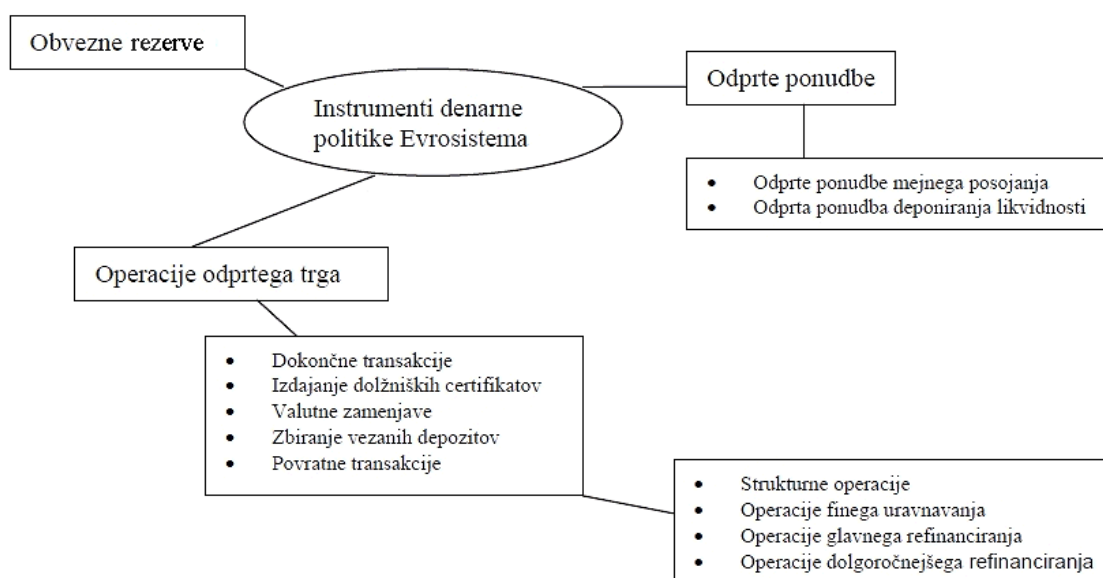 Obvezne rezerve
Instrumenti denarne
politike Evrosistema
Odprte ponudbe
• Odprte ponudbe mejnega posojanja
• Odprta ponudba deponiranja likvidnosti
Operacije odprtega trga
• Dokončne transakcije
• Izdajanje dolžniških certifikatov
• Valutne zamenjave
• Zbiranje vezanih depozitov
• Povratne transakcije
• Strukturne operacije
• Operacije finega uravnavanja
• Operacije glavnega refinanciranja
• Operacije dolgoročnejšega refinanciranja